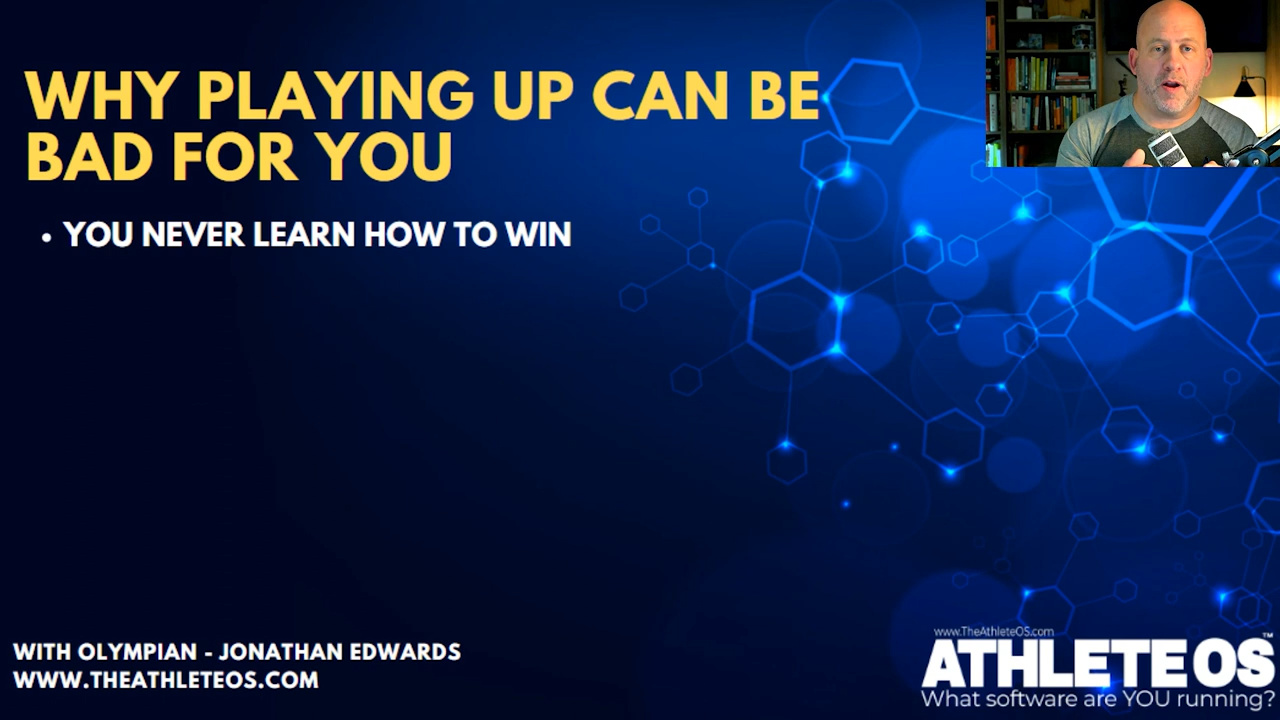 WHY PLAYING UP CAN BE
BAD FOR YOU
• YOU NEVER LEARN HOW TO WIN
WITH OLYMPIAN - JONATHAN EDWARDS
WWW.THEATHLETEOS.COM
www.TheAthleteOS.com
ATHLETE OS™
What software are YOU running?